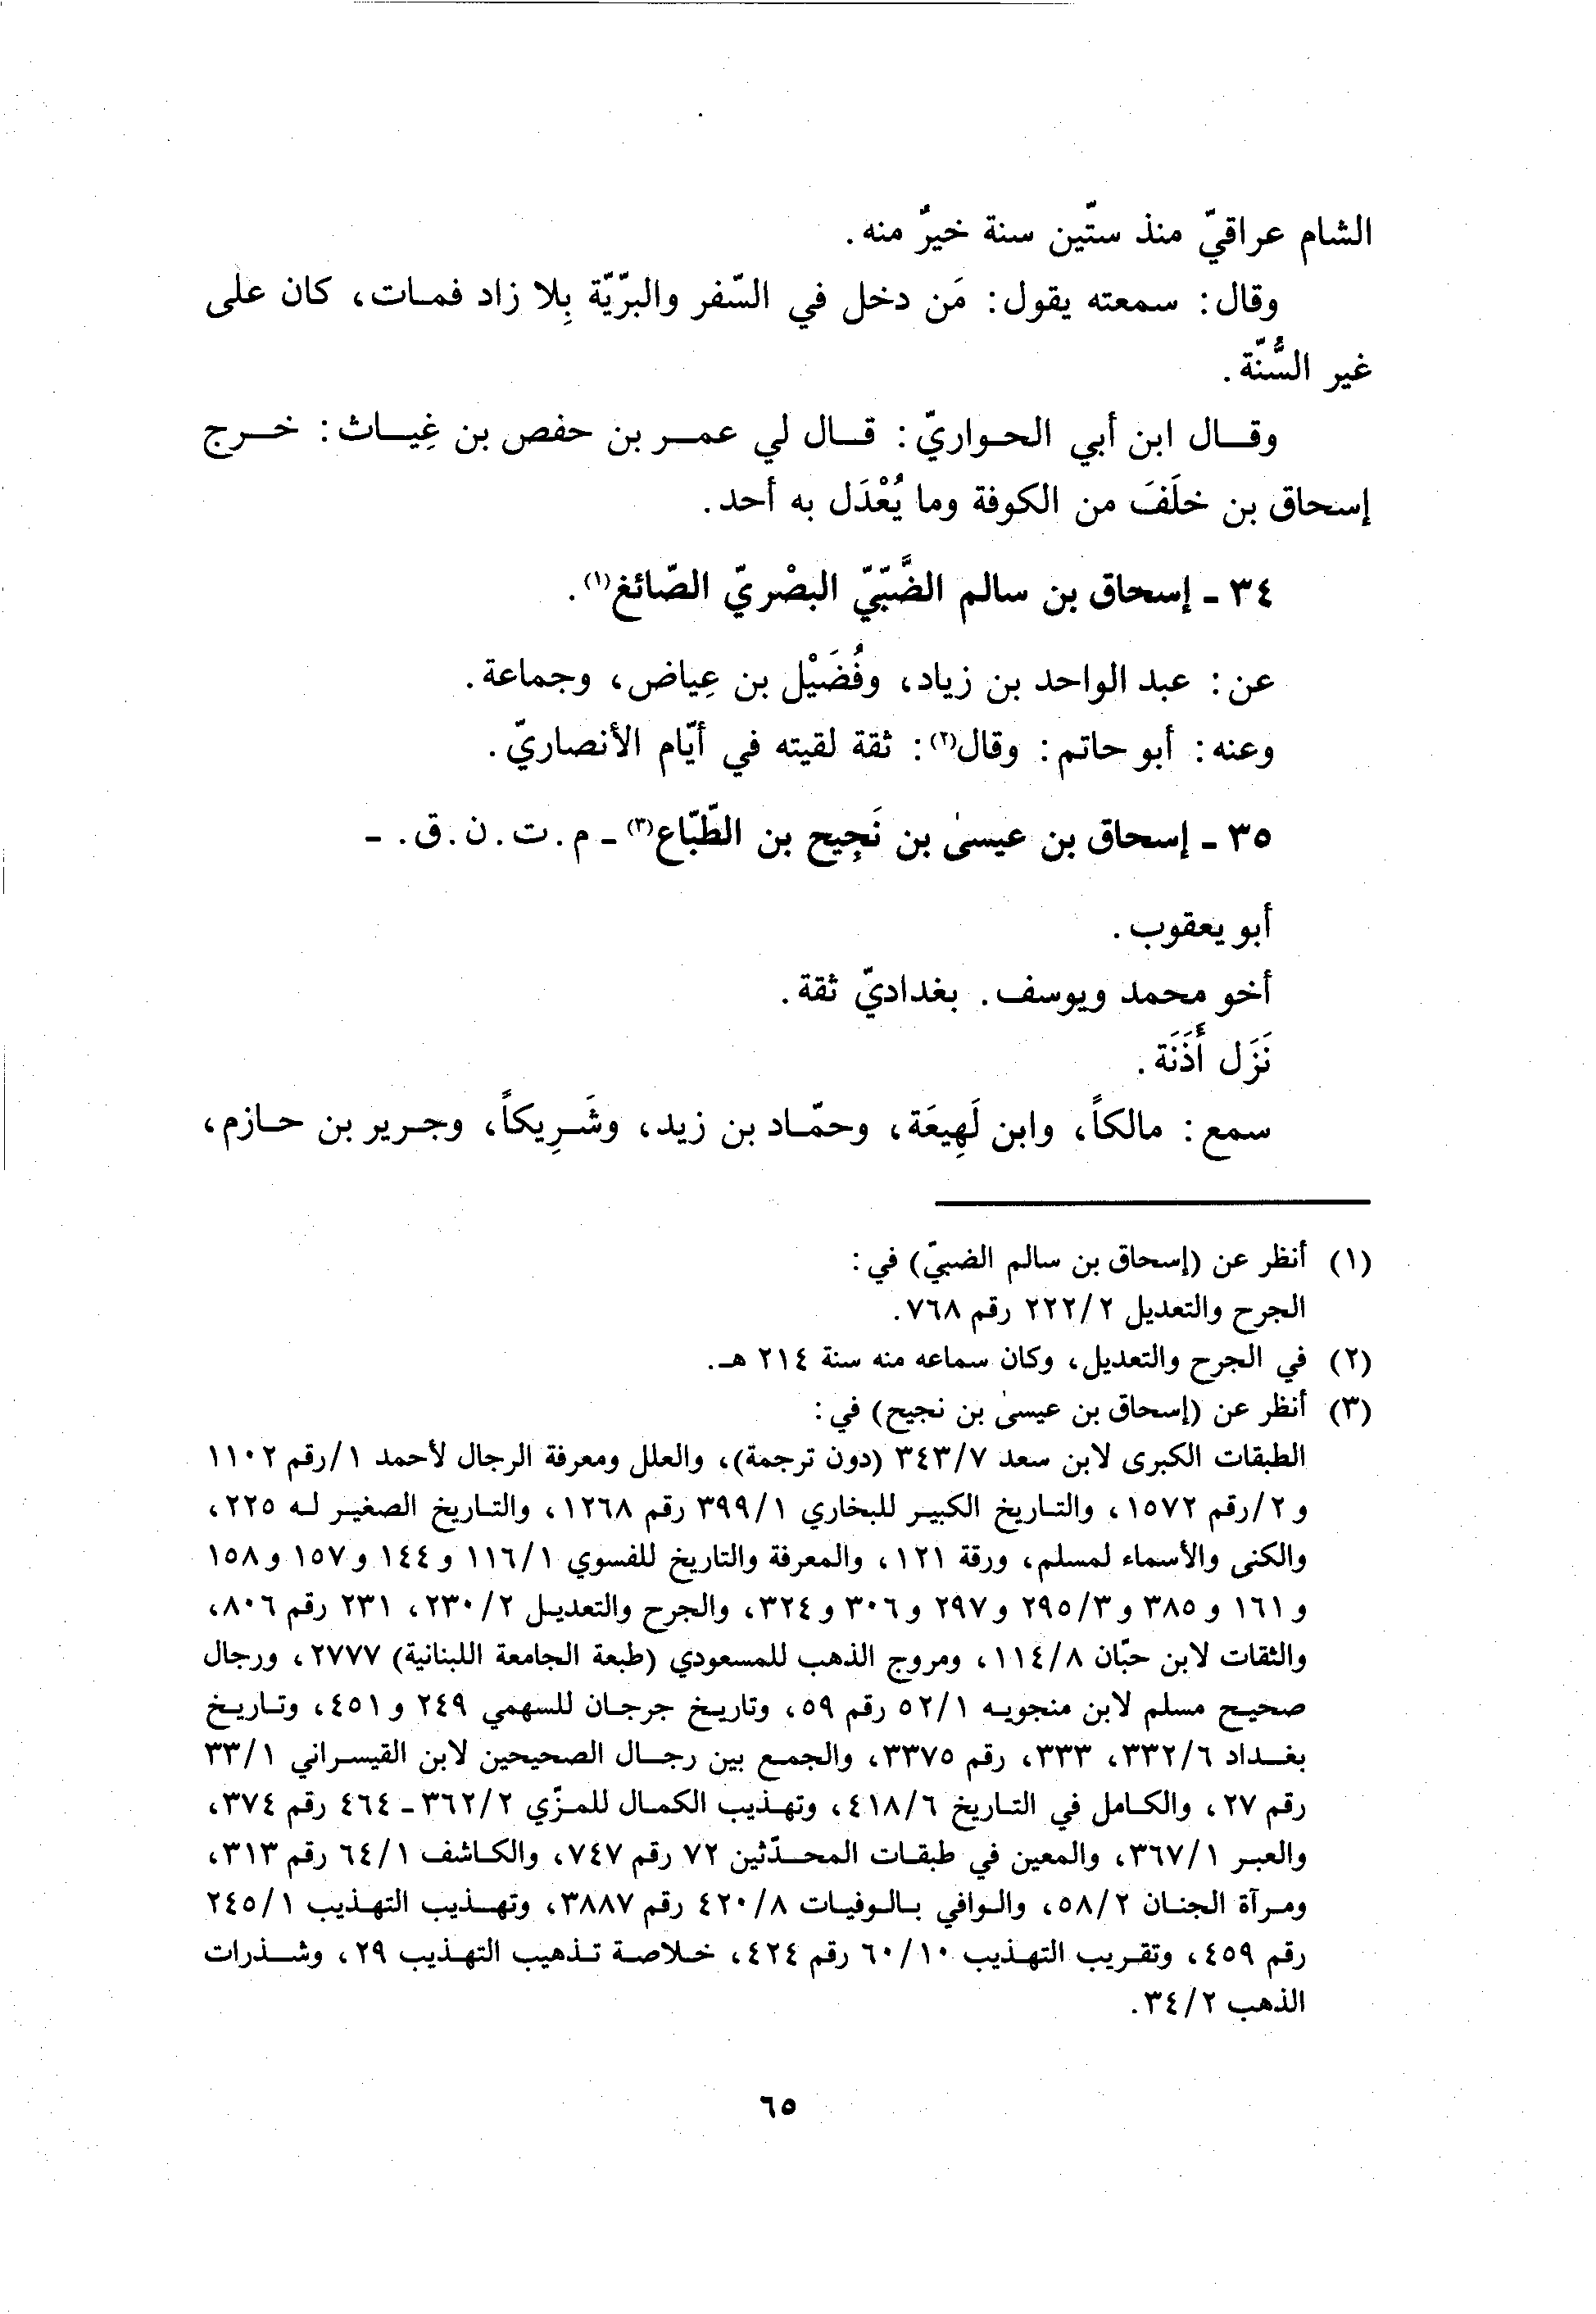 الشام عراقيّ منذ ستّين سنة خيرٌ منه.
وقال: سمعته يقول: مَن دخل في السّفر والبرّيّة بِلا زاد فمات، كان على
غير السُّنّة.
وقال ابن أبي الحواريّ: قال لي عمر بن حفص بن غِياث: خرج
إسحاق بن خلَفَ من الكوفة وما يُعْدَل به أحد.
٣٤ - إسحاق بن سالم الضَّبّيّ البصْريّ الصّائغ(١).
عن: عبد الواحد بن زياد، وفُضَيْل بن عِياض، وجماعة.
وعنه: أبو حاتم: وقال(٢): ثقة لقيته في أيّام الأنصاريّ.
٣٥ - إسحاق بن عيسىٰ بن نَجِيح بن الطّبّاع(٣) - م. ت. ن. ق. -
أبو يعقوب.
أخو محمد ويوسف. بغداديّ ثقة.
نَزَل أَذَنَة.
سمع: مالكاً، وابن لَهِيعَة، وحمّاد بن زيد، وشَرِيكاً، وجرير بن حازم،
(١) أنظر عن (إسحاق بن سالم الضبيّ) في:
الجرح والتعديل ٢/٢٢٢ رقم ٧٦٨.
(٢) في الجرح والتعديل، وكان سماعه منه سنة ٢١٤ هـ.
(٣) أنظر عن (إسحاق بن عيسىٰ بن نجيح) في:
الطبقات الكبرى لابن سعد ٣٤٣/٧ (دون ترجمة)، والعلل ومعرفة الرجال لأحمد ١/رقم ١١٠٢
و ٢/رقم ١٥٧٢، والتاريخ الكبير للبخاري ٣٩٩/١ رقم ١٢٦٨، والتاريخ الصغير له ٢٢٥،
والكنى والأسماء لمسلم، ورقة ١٢١، والمعرفة والتاريخ للفسوي ١١٦/١ و١٤٤ و١٥٧ و١٥٨
و١٦١ و٣٨٥ و٢٩٥/٣ و٢٩٧ و٣٠٦ و٣٢٤، والجرح والتعديل ٢٣٠/٢، ٢٣١ رقم ٨٠٦،
والثقات لابن حبّان ١١٤/٨، ومروج الذهب للمسعودي (طبعة الجامعة اللبنانية) ٢٧٧٧، ورجال
صحيح مسلم لابن منجويه ٥٢/١ رقم ٥٩، وتاريخ جرجان للسهمي ٢٤٩ و٤٥١، وتاريخ
بغداد ٣٣٢/٦، ٣٣٣، رقم ٣٣٧٥، والجمع بين رجال الصحيحين لابن القيسراني ٣٣/١
رقم ٢٧، والكامل في التاريخ ٤١٨/٦، وتهذيب الكمال للمزّي ٣٦٢/٢ - ٤٦٤ رقم ٣٧٤،
والعبر ٣٦٧/١، والمعين في طبقات المحدّثين ٧٢ رقم ٧٤٧، والكاشف ٦٤/١ رقم ٣١٣،
ومرآة الجنان ٥٨/٢، والوافي بالوفيات ٤٢٠/٨ رقم ٣٨٨٧، وتهذيب التهذيب ٢٤٥/١
رقم ٤٥٩، وتقريب التهذيب ٦٠/١٠ رقم ٤٢٤، خلاصة تذهيب التهذيب ٢٩، وشذرات
الذهب ٣٤/٢.
٦٥